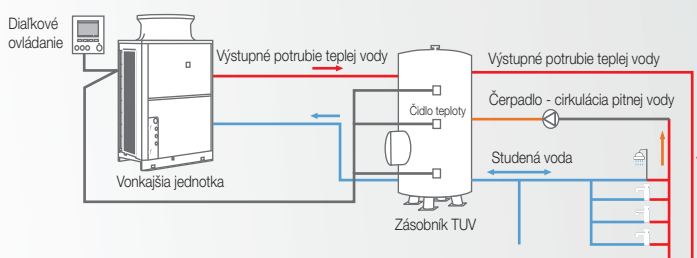 Diaľkové
ovládanie
Výstupné potrubie teplej vody
Výstupné potrubie teplej vody
Čidlo teploty
Čerpadlo - cirkulácia pitnej vody
Studená voda
Vonkajšia jednotka
Zásobník TUV